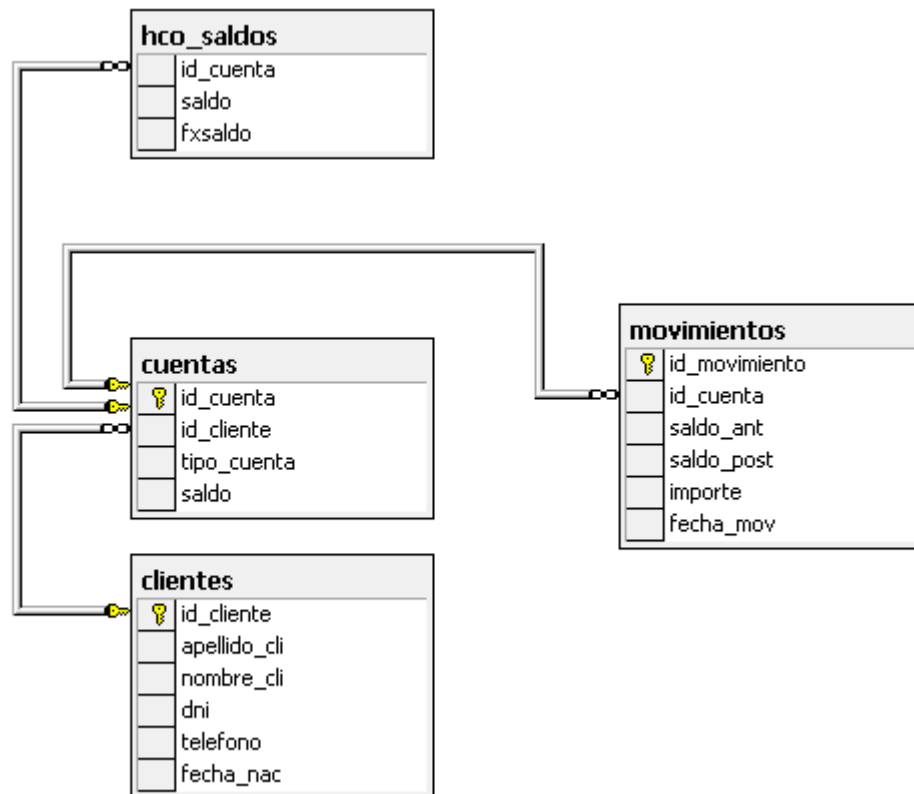 hco_saldos
id_cuenta
saldo
fxsaldo
cuentas
id_cuenta
id_cliente
tipo_cuenta
saldo
movimientos
id_movimiento
id_cuenta
saldo_ant
saldo_post
importe
fecha_mov
clientes
id_cliente
apellido_cli
nombre_cli
dni
telefono
fecha_nac